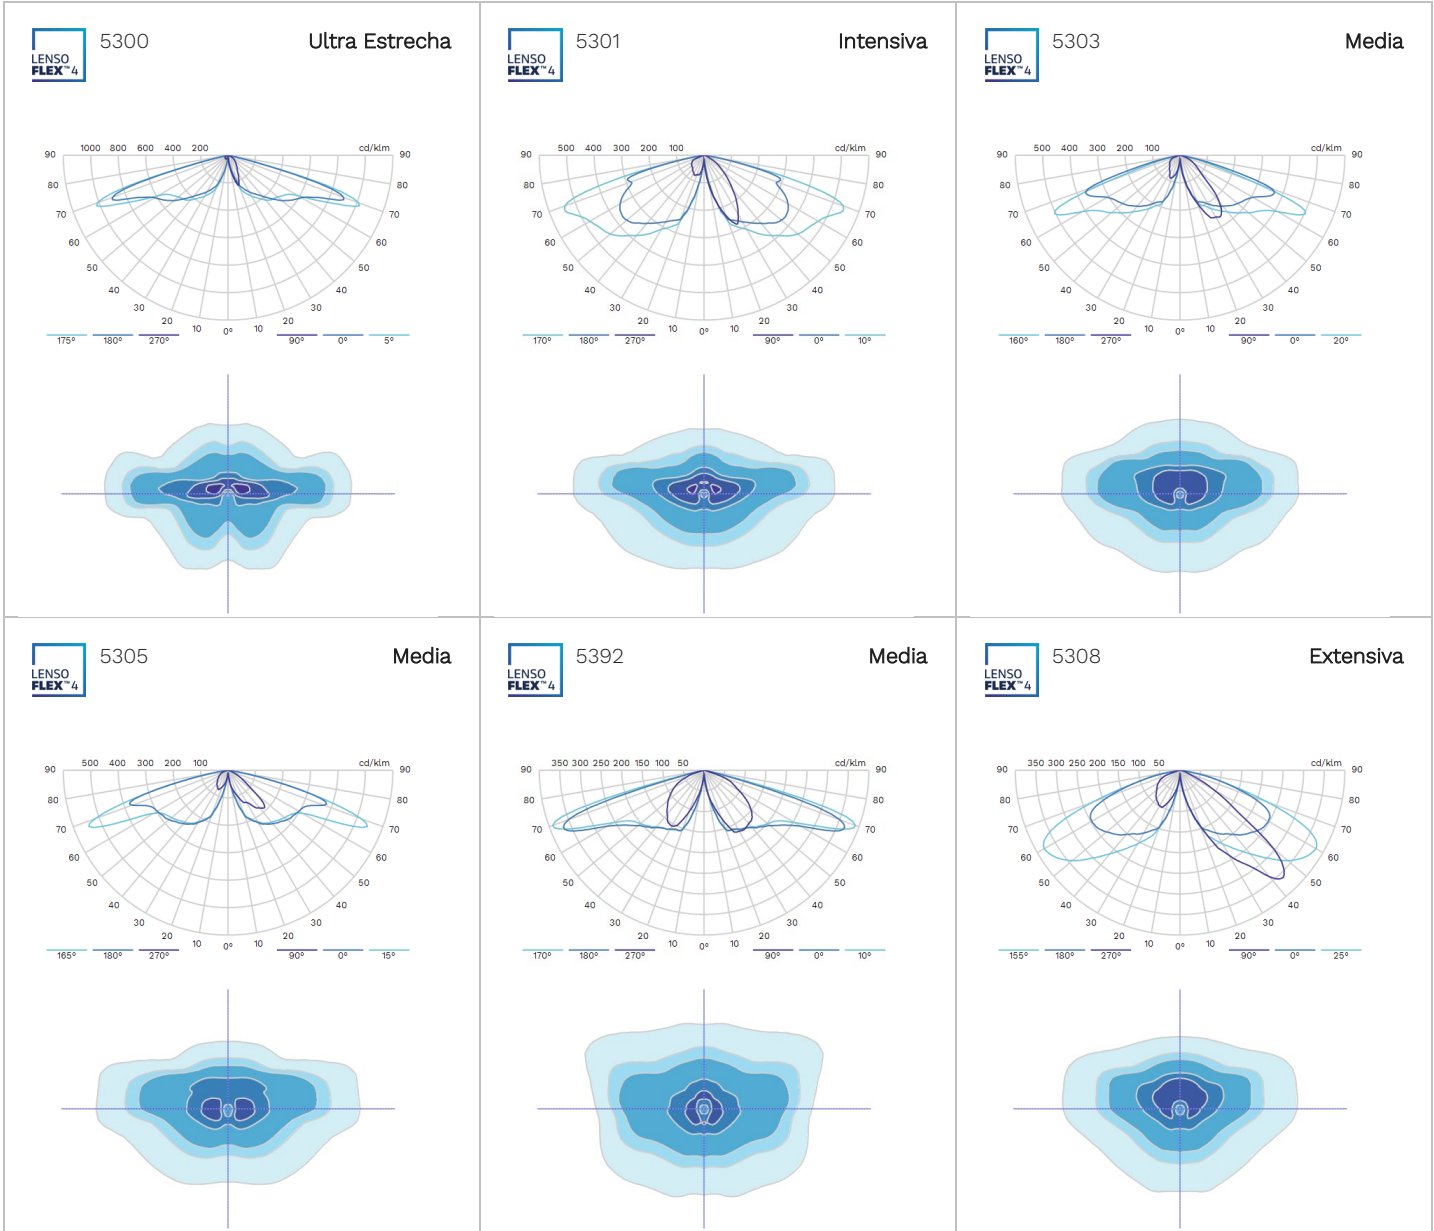 LENSO
FLEX™4
5300
Ultra Estrecha
90 1000 800 600 400 200 cd/klm 90
80 80
70 70
60 60
50 50
40 40
30 30
20 10 0° 10 20
175° 180° 270° 90° 0° 5°
LENSO
FLEX™4
5301
Intensiva
90 500 400 300 200 100 cd/klm 90
80 80
70 70
60 60
50 50
40 40
30 30
20 10 0° 10 20
170° 180° 270° 90° 0° 10°
LENSO
FLEX™4
5303
Media
90 500 400 300 200 100 cd/klm 90
80 80
70 70
60 60
50 50
40 40
30 30
20 10 0° 10 20
160° 180° 270° 90° 0° 20°
LENSO
FLEX™4
5305
Media
90 500 400 300 200 100 cd/klm 90
80 80
70 70
60 60
50 50
40 40
30 30
20 10 0° 10 20
165° 180° 270° 90° 0° 15°
LENSO
FLEX™4
5392
Media
90 350 300 250 200 150 100 50 cd/klm 90
80 80
70 70
60 60
50 50
40 40
30 30
20 10 0° 10 20
170° 180° 270° 90° 0° 10°
LENSO
FLEX™4
5308
Extensiva
90 350 300 250 200 150 100 50 cd/klm 90
80 80
70 70
60 60
50 50
40 40
30 30
20 10 0° 10 20
155° 180° 270° 90° 0° 25°